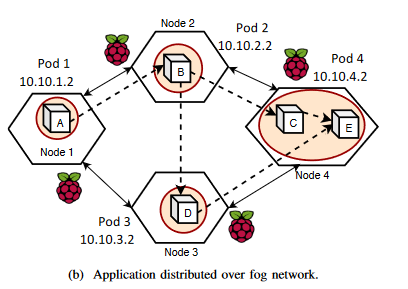 Node 2
Pod 2
10.10.2.2
Pod 1
10.10.1.2
Pod 4
10.10.4.2
B
A
C
E
Node 1
Node 4
D
Pod 3
10.10.3.2
Node 3
(b) Application distributed over fog network.